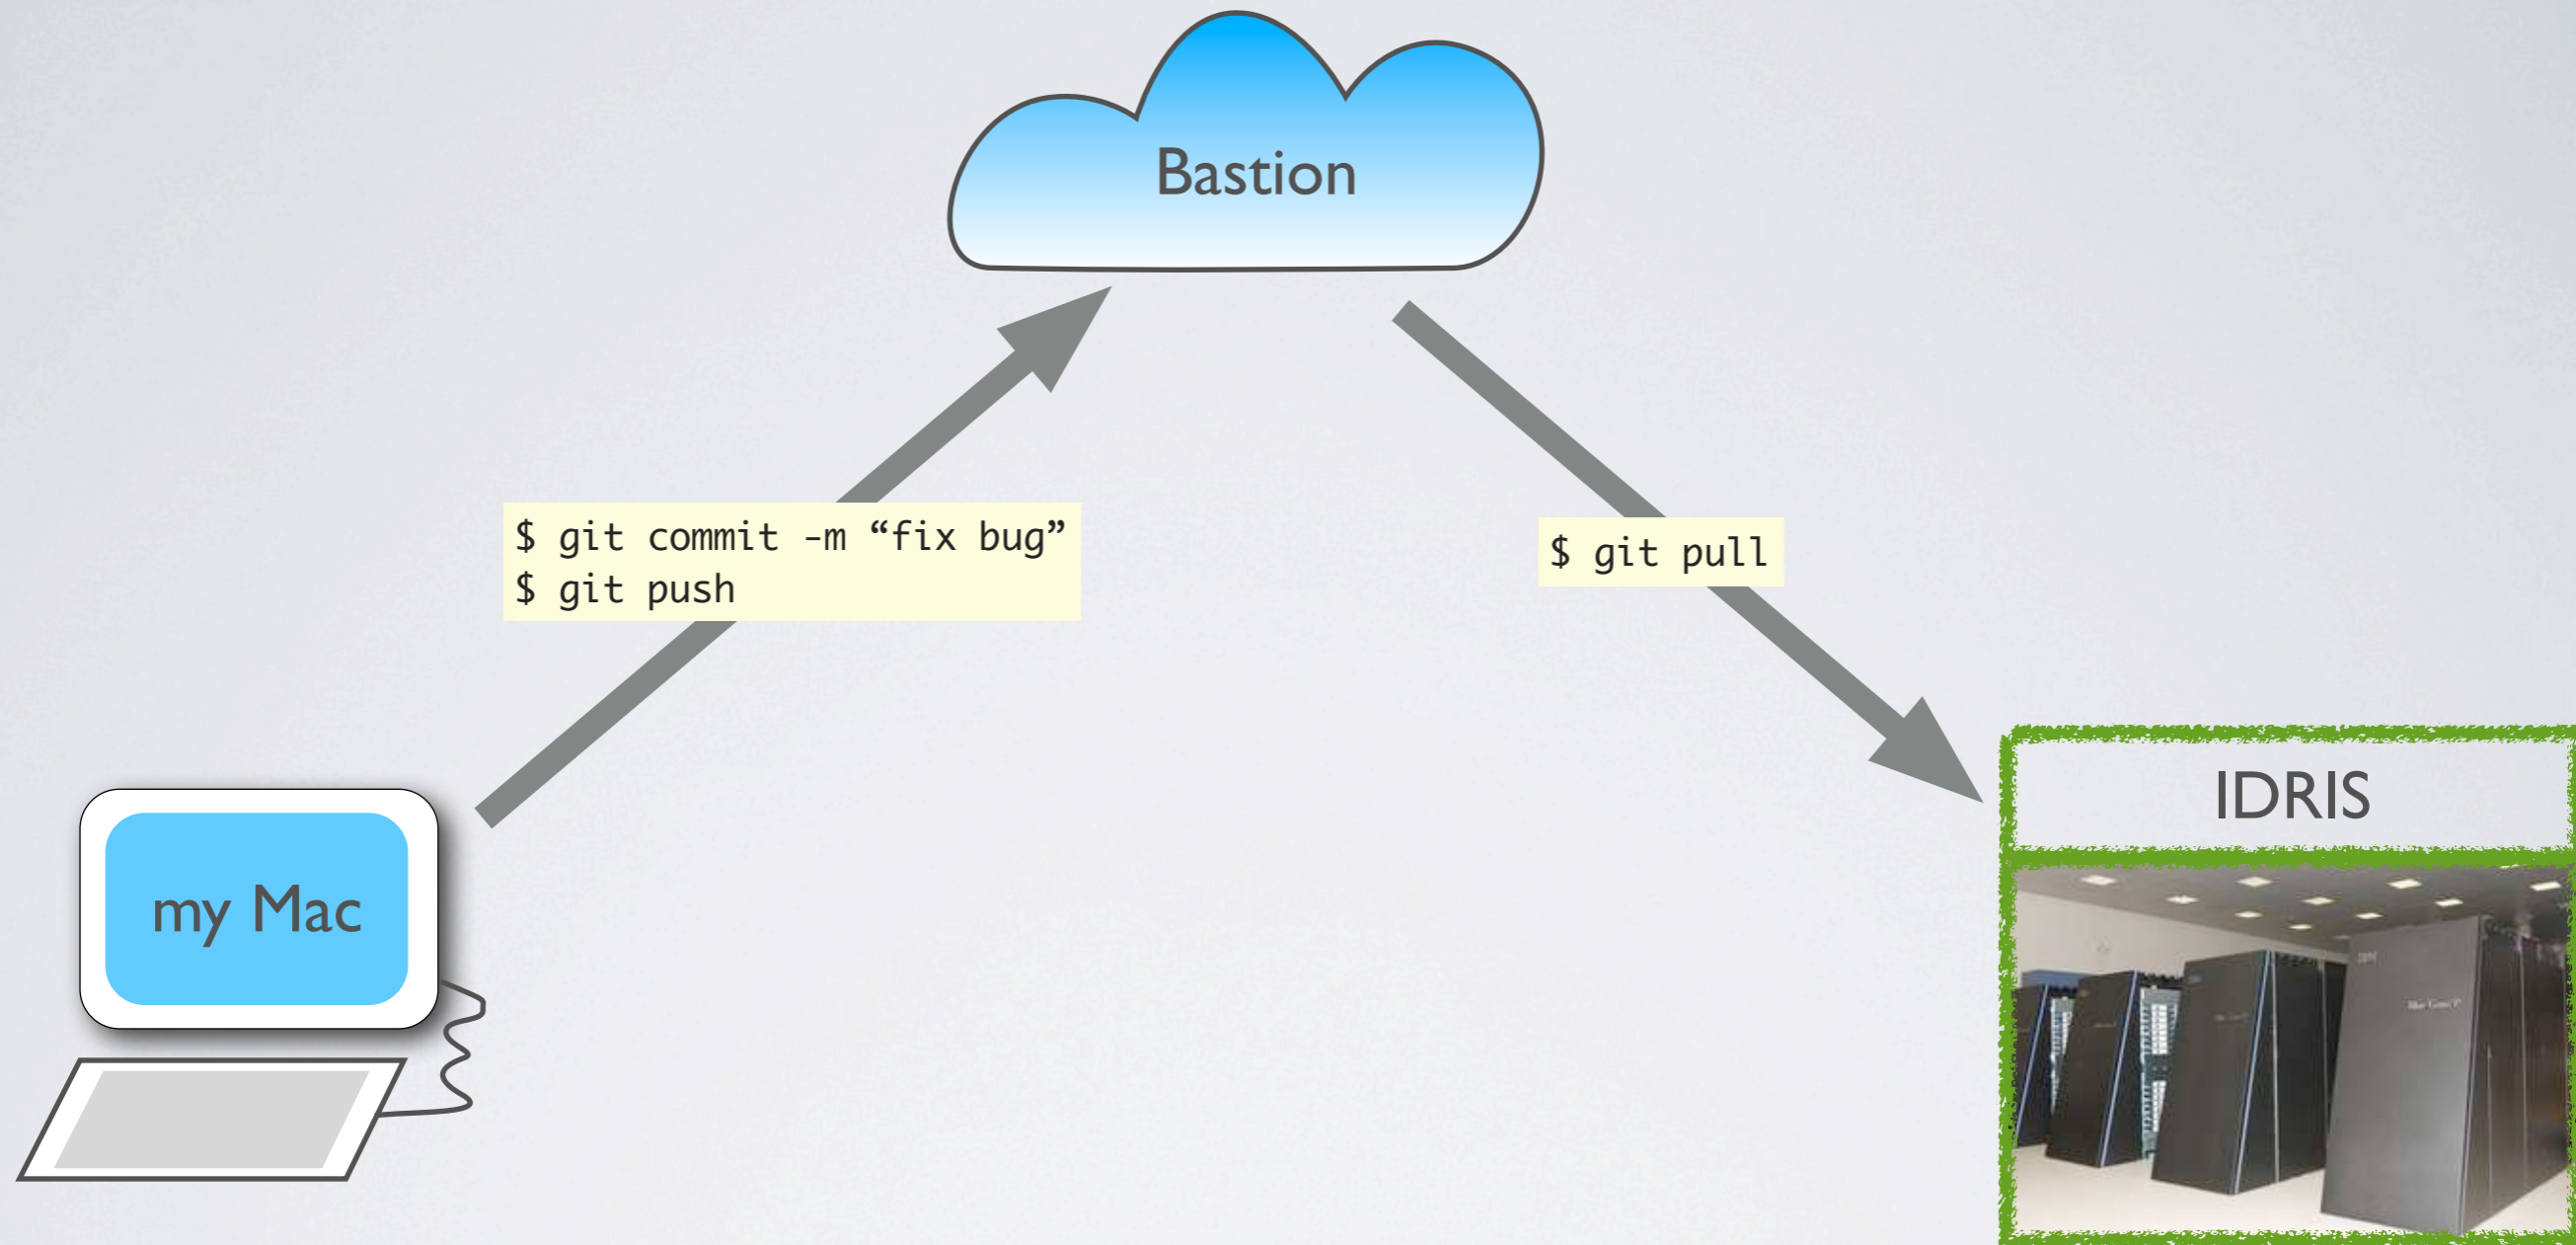 Bastion
$ git commit -m “fix bug”
$ git push
$ git pull
IDRIS
my Mac